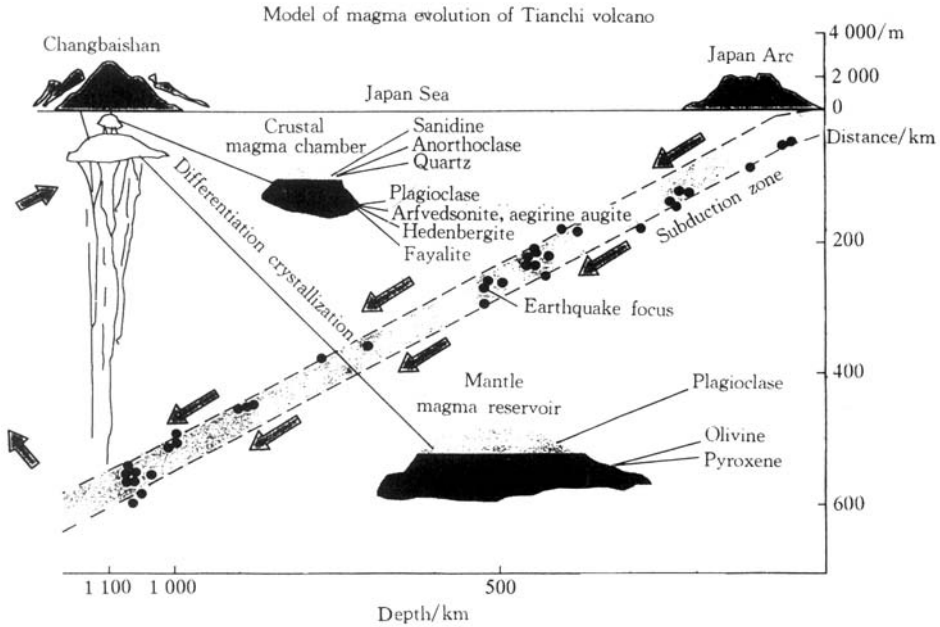 Model of magma evolution of Tianchi volcano
4 000/m
Changbaishan
Japan Arc
2 000
Japan Sea
0
Crustal
magma chamber
Sanidine
Anorthoclase
Quartz
Distance/km
Plagioclase
Arfvedsonite, aegirine augite
Hedenbergite
Fayalite
Subduction zone
200
Differentiation crystallization
Earthquake focus
400
Mantle
magma reservoir
Plagioclase
Olivine
Pyroxene
600
1 100
1 000
500
Depth/km